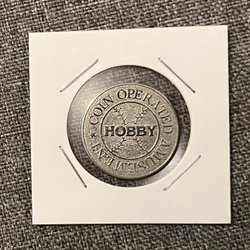 COIN OPERATED
HOBBY
AMUSEMENT